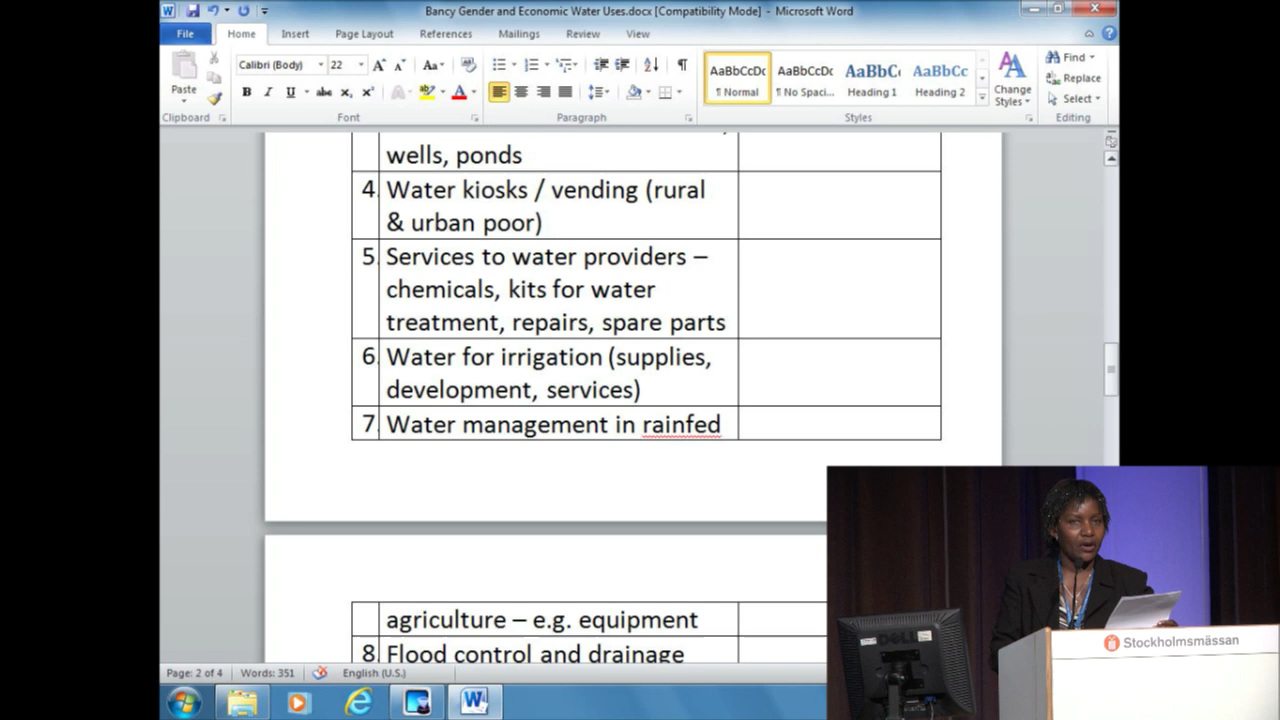 Bancy Gender and Economic Water Uses.docx [Compatibility Mode] - Microsoft Word
File Home Insert Page Layout References Mailings Review View
Calibri (Body) 22
Paste
B I U abc x₂ x²
AaBbCcDc AaBbCcDc AaBbC AaBbCc
¶ Normal ¶ No Spaci... Heading 1 Heading 2
Change Styles
Find
Replace
Select
Clipboard Font Paragraph Styles Editing
wells, ponds
4. Water kiosks / vending (rural
& urban poor)
5. Services to water providers –
chemicals, kits for water
treatment, repairs, spare parts
6. Water for irrigation (supplies,
development, services)
7. Water management in rainfed
agriculture – e.g. equipment
8. Flood control and drainage
Page: 2 of 4 Words: 351 English (U.S.)
DELL
Stockholmsmässan